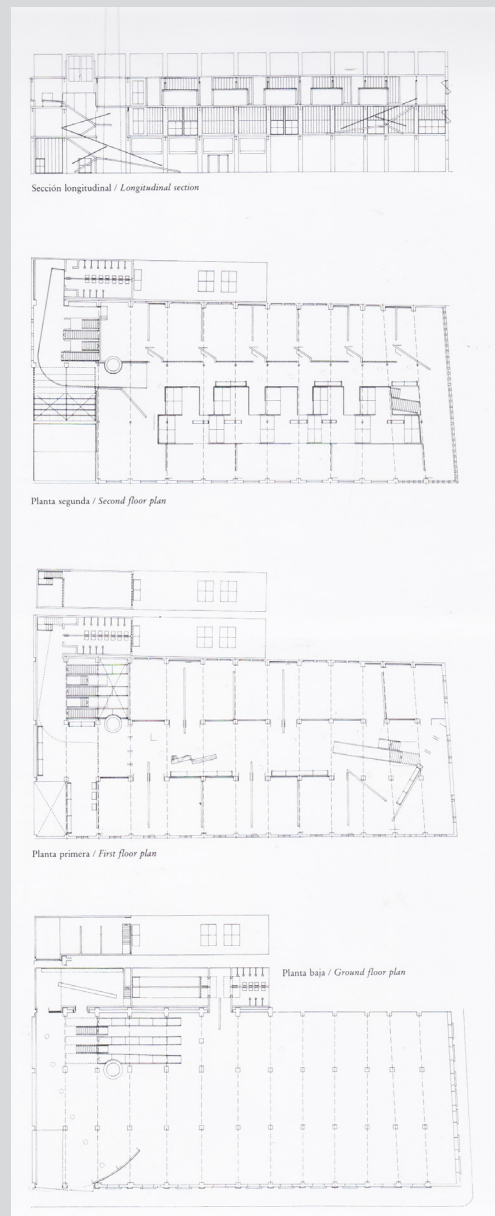 Sección longitudinal / Longitudinal section
Planta segunda / Second floor plan
Planta primera / First floor plan
Planta baja / Ground floor plan